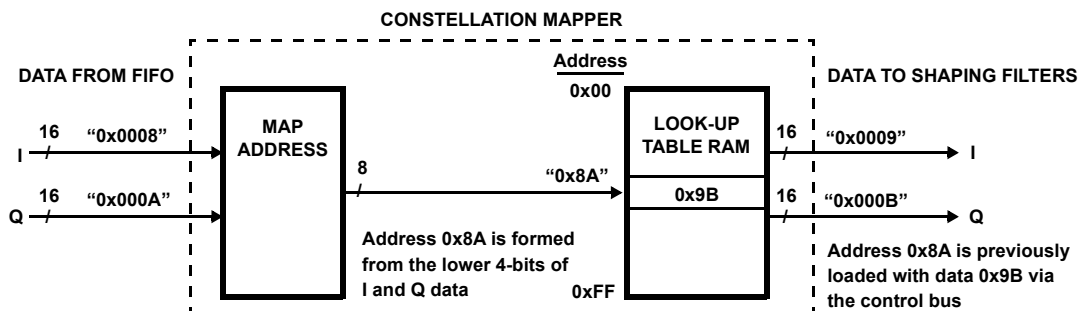 CONSTELLATION MAPPER
DATA FROM FIFO
Address
DATA TO SHAPING FILTERS
0x00
MAP
ADDRESS
LOOK-UP
TABLE RAM
I
16
“0x0008”
8
“0x8A”
16
“0x0009”
I
Q
16
“0x000A”
0x9B
16
“0x000B”
Q
Address 0x8A is formed
from the lower 4-bits of
I and Q data
0xFF
Address 0x8A is previously
loaded with data 0x9B via
the control bus